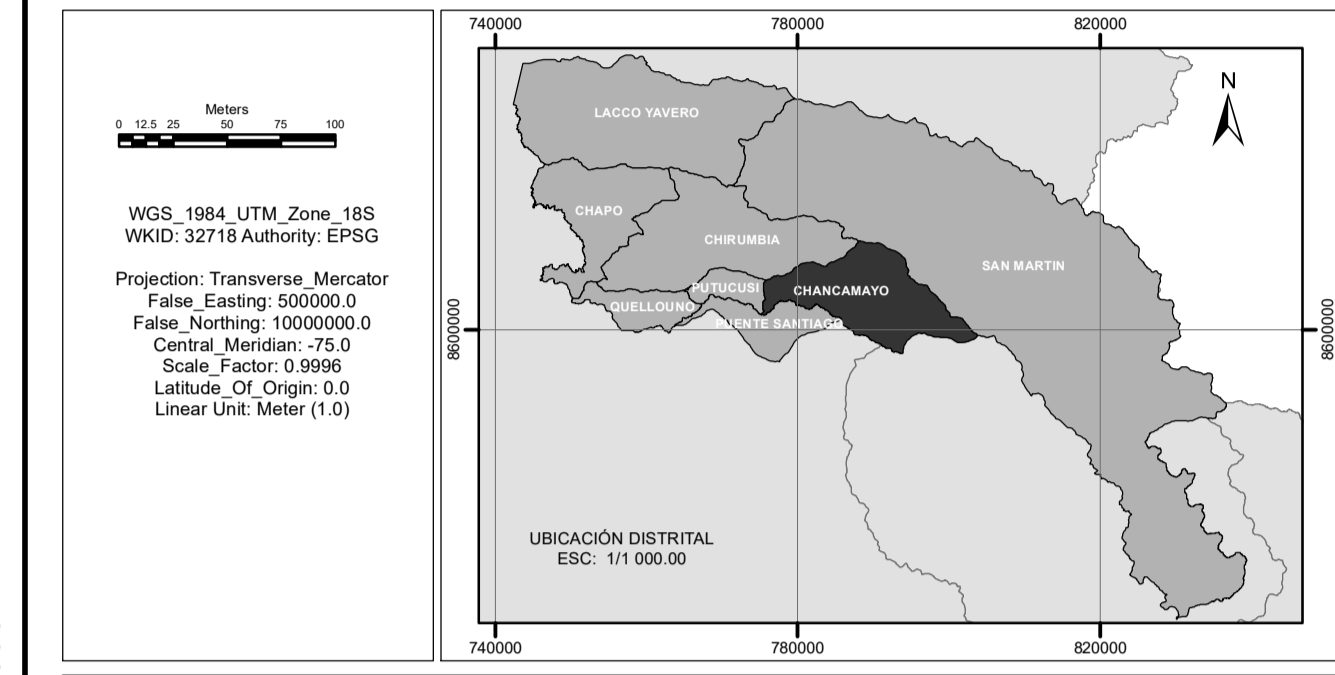 Meters
0 12.5 25 50 75 100
WGS_1984_UTM_Zone_18S
WKID: 32718 Authority: EPSG
Projection: Transverse_Mercator
False_Easting: 500000.0
False_Northing: 10000000.0
Central_Meridian: -75.0
Scale_Factor: 0.9996
Latitude_Of_Origin: 0.0
Linear Unit: Meter (1.0)
740000 780000 820000
N
LACCO YAVERO
CHAPO
CHIRUMBIA
SAN MARTIN
PUTUCUSI
CHANCAMAYO
QUELLOUNO
PUENTE SANTIAGO
8600000 8600000
UBICACIÓN DISTRITAL
ESC: 1/1 000.00
740000 780000 820000